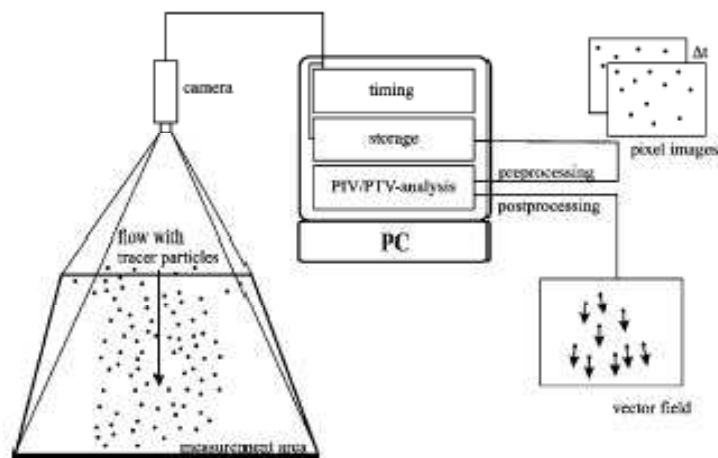 camera
timing
storage
PIV/PTV-analysis
PC
preprocessing
postprocessing
Δt
pixel images
flow with
tracer particles
measurement area
vector field